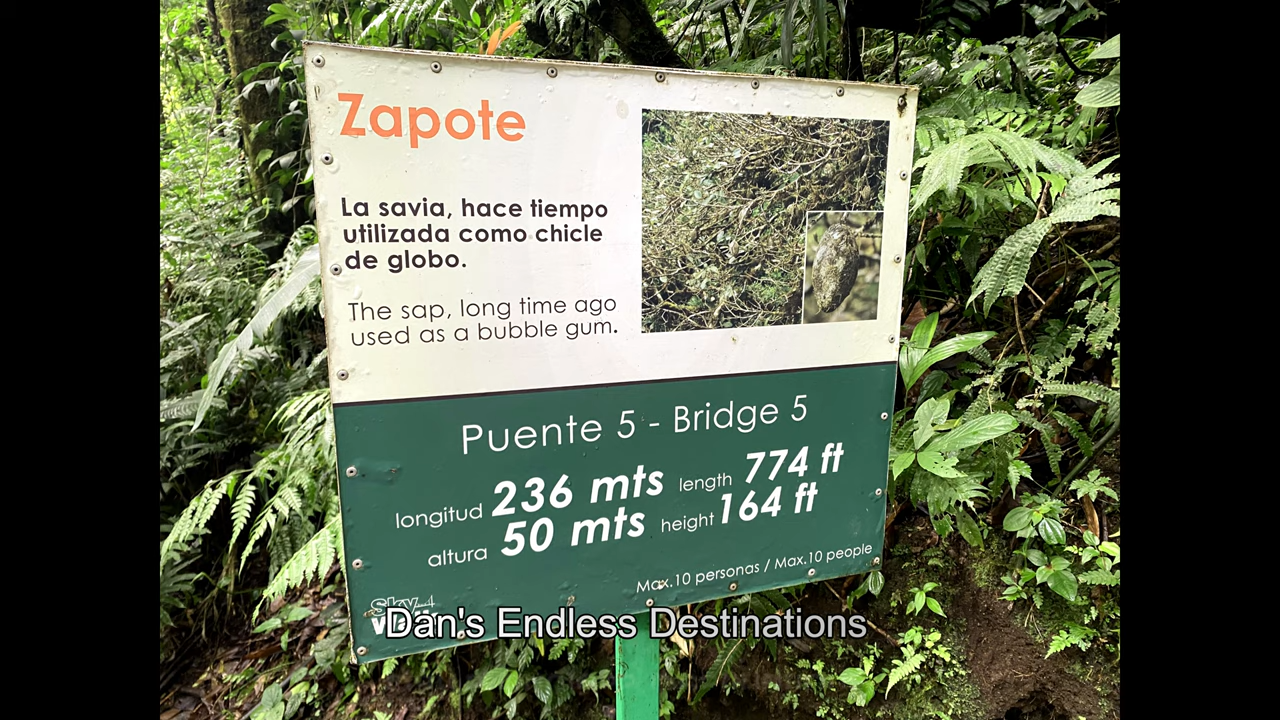 Zapote
La savia, hace tiempo
utilizada como chicle
de globo.
The sap, long time ago
used as a bubble gum.
Puente 5 - Bridge 5
longitud 236 mts length 774 ft
altura 50 mts height 164 ft
Max.10 personas / Max.10 people
Sky
Dan's Endless Destinations